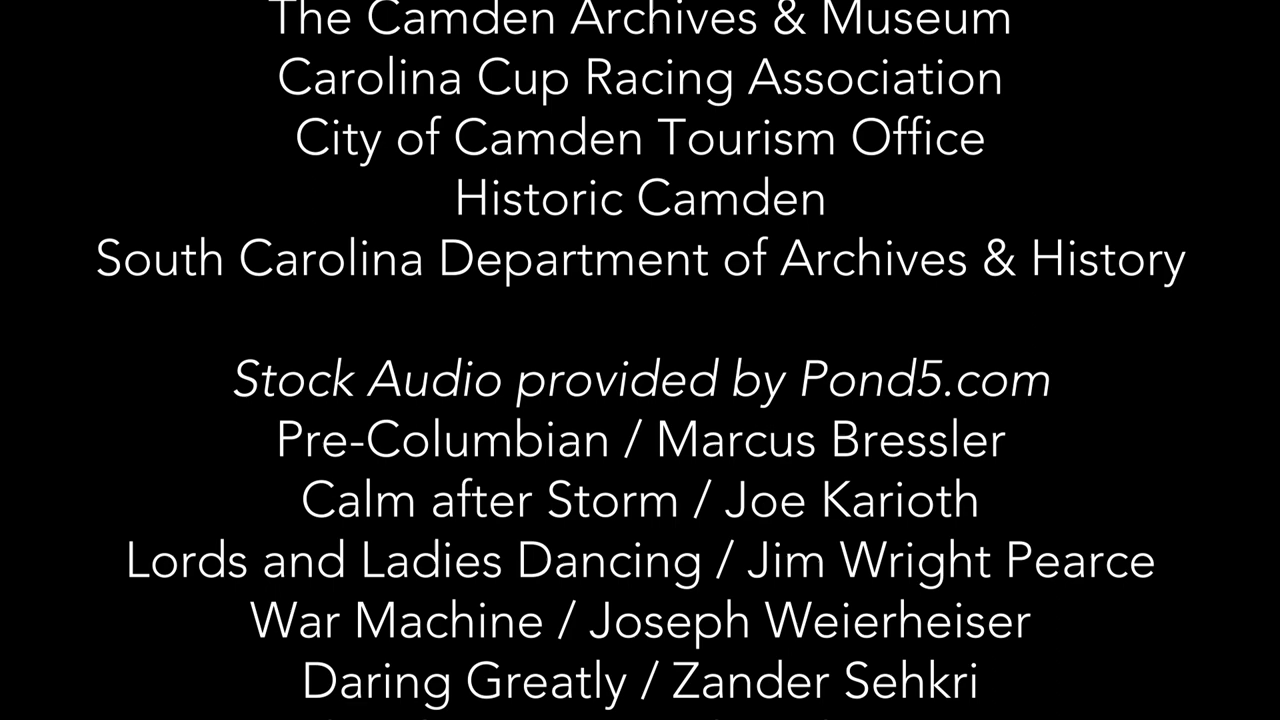 The Camden Archives & Museum
Carolina Cup Racing Association
City of Camden Tourism Office
Historic Camden
South Carolina Department of Archives & History
Stock Audio provided by Pond5.com
Pre-Columbian / Marcus Bressler
Calm after Storm / Joe Karioth
Lords and Ladies Dancing / Jim Wright Pearce
War Machine / Joseph Weierheiser
Daring Greatly / Zander Sehkri